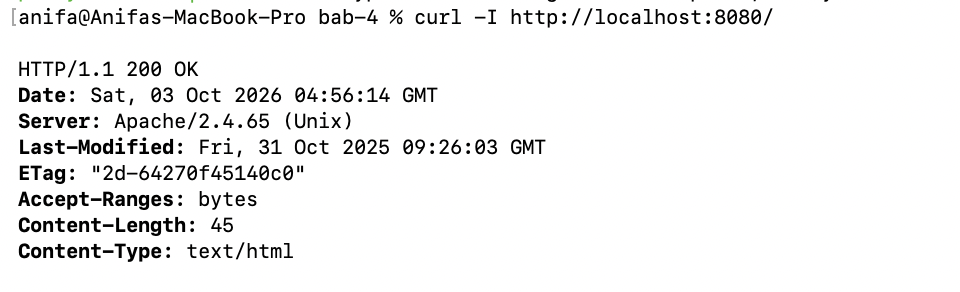 [anifa@Anifas-MacBook-Pro bab-4 % curl -I http://localhost:8080/
HTTP/1.1 200 OK
Date: Sat, 03 Oct 2026 04:56:14 GMT
Server: Apache/2.4.65 (Unix)
Last-Modified: Fri, 31 Oct 2025 09:26:03 GMT
ETag: "2d-64270f45140c0"
Accept-Ranges: bytes
Content-Length: 45
Content-Type: text/html